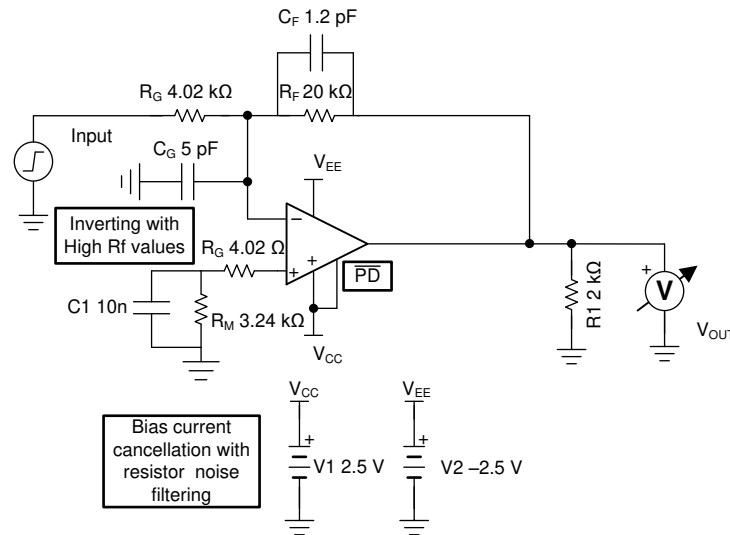 C_F 1.2 pF
R_G 4.02 kΩ
R_F 20 kΩ
Input
C_G 5 pF
V_EE
Inverting with
High Rf values
−
R_G 4.02 Ω
+
+
PD
C1 10n
R_M 3.24 kΩ
V_CC
R1 2 kΩ
+
V
V_OUT
V_CC
V_EE
Bias current
cancellation with
resistor noise
filtering
+
V1 2.5 V
+
V2 –2.5 V